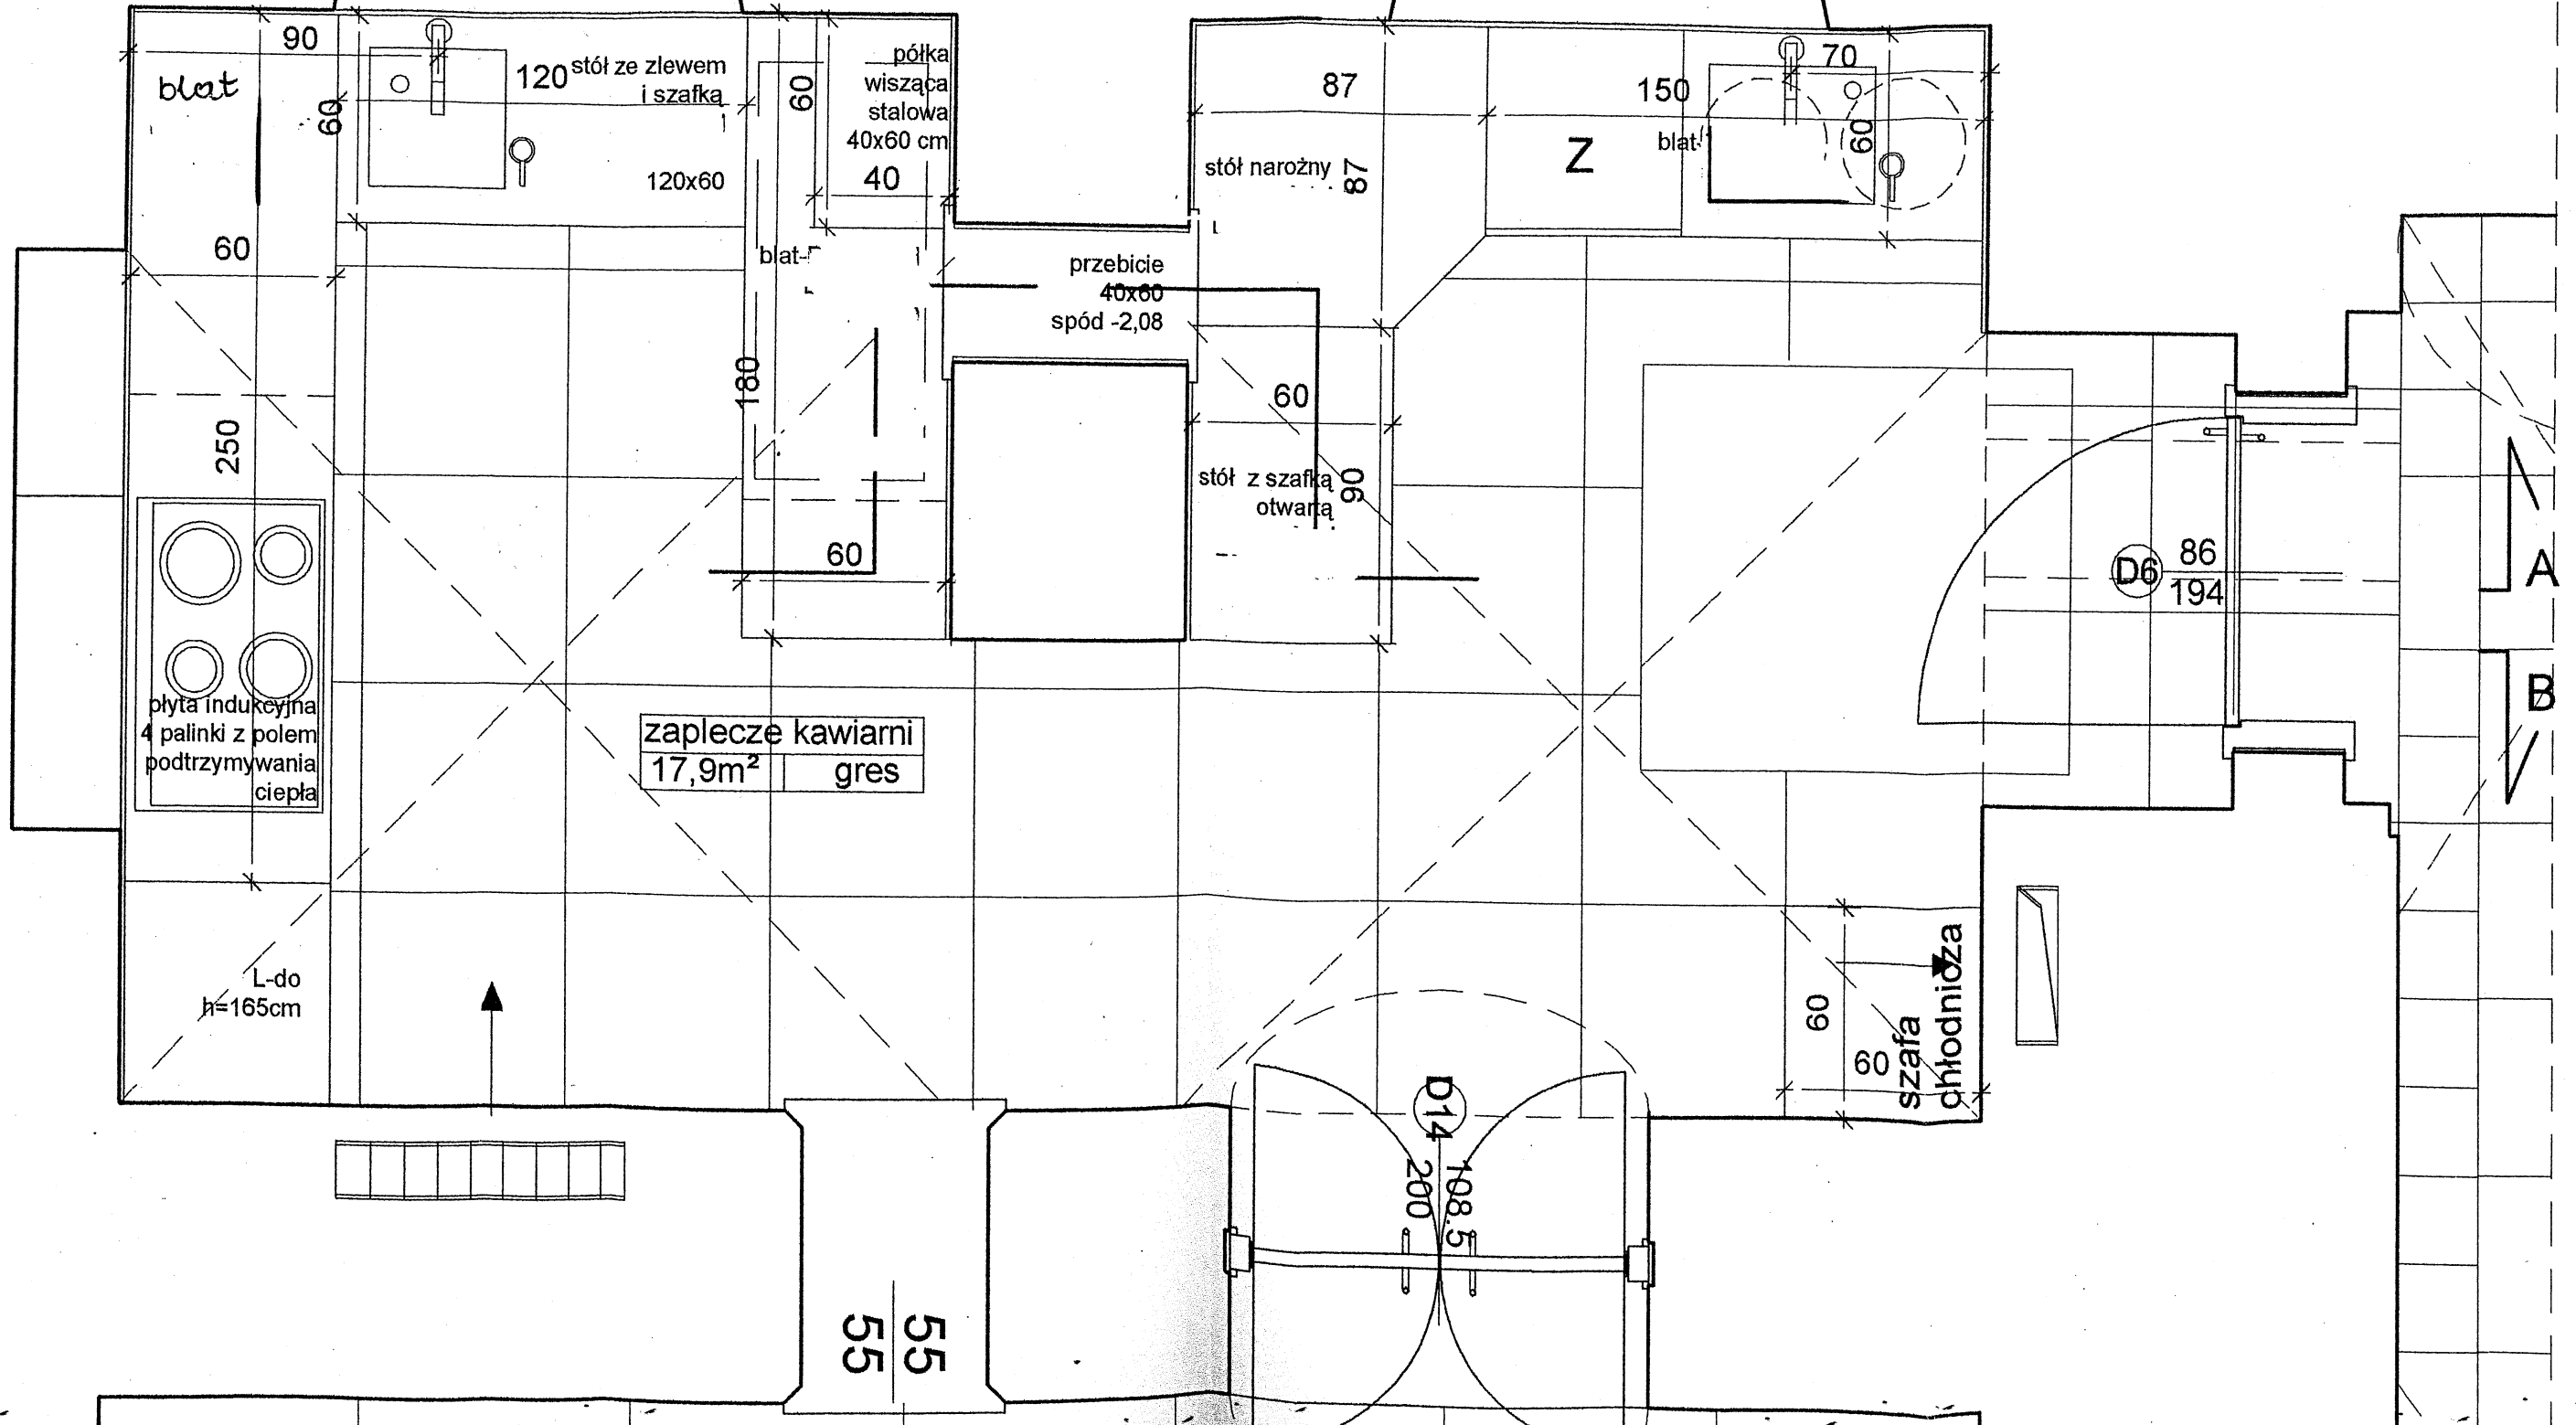 90
blat
60
120
stół ze zlewem
i szafką
120x60
60
półka
wisząca
stalowa
40x60 cm
40
87
stół narożny
87
150
Z
blat
70
60
60
250
blat
180
60
przebicie
40x60
spód -2,08
60
stół z szafką
otwartą
90
D6
86
194
A
B
płyta indukcyjna
4 palinki z polem
podtrzymywania
ciepła
zaplecze kawiarni
17,9m² gres
L-do
h=165cm
60
60
szafa
chłodnicza
D14
108.5
200
55
55